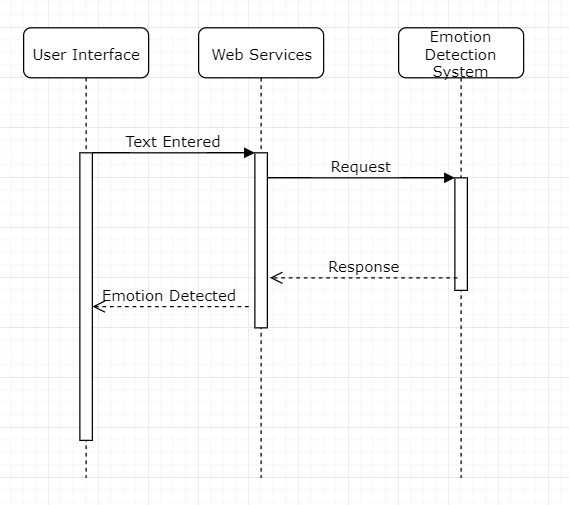 User Interface
Web Services
Emotion
Detection
System
Text Entered
Request
Response
Emotion Detected